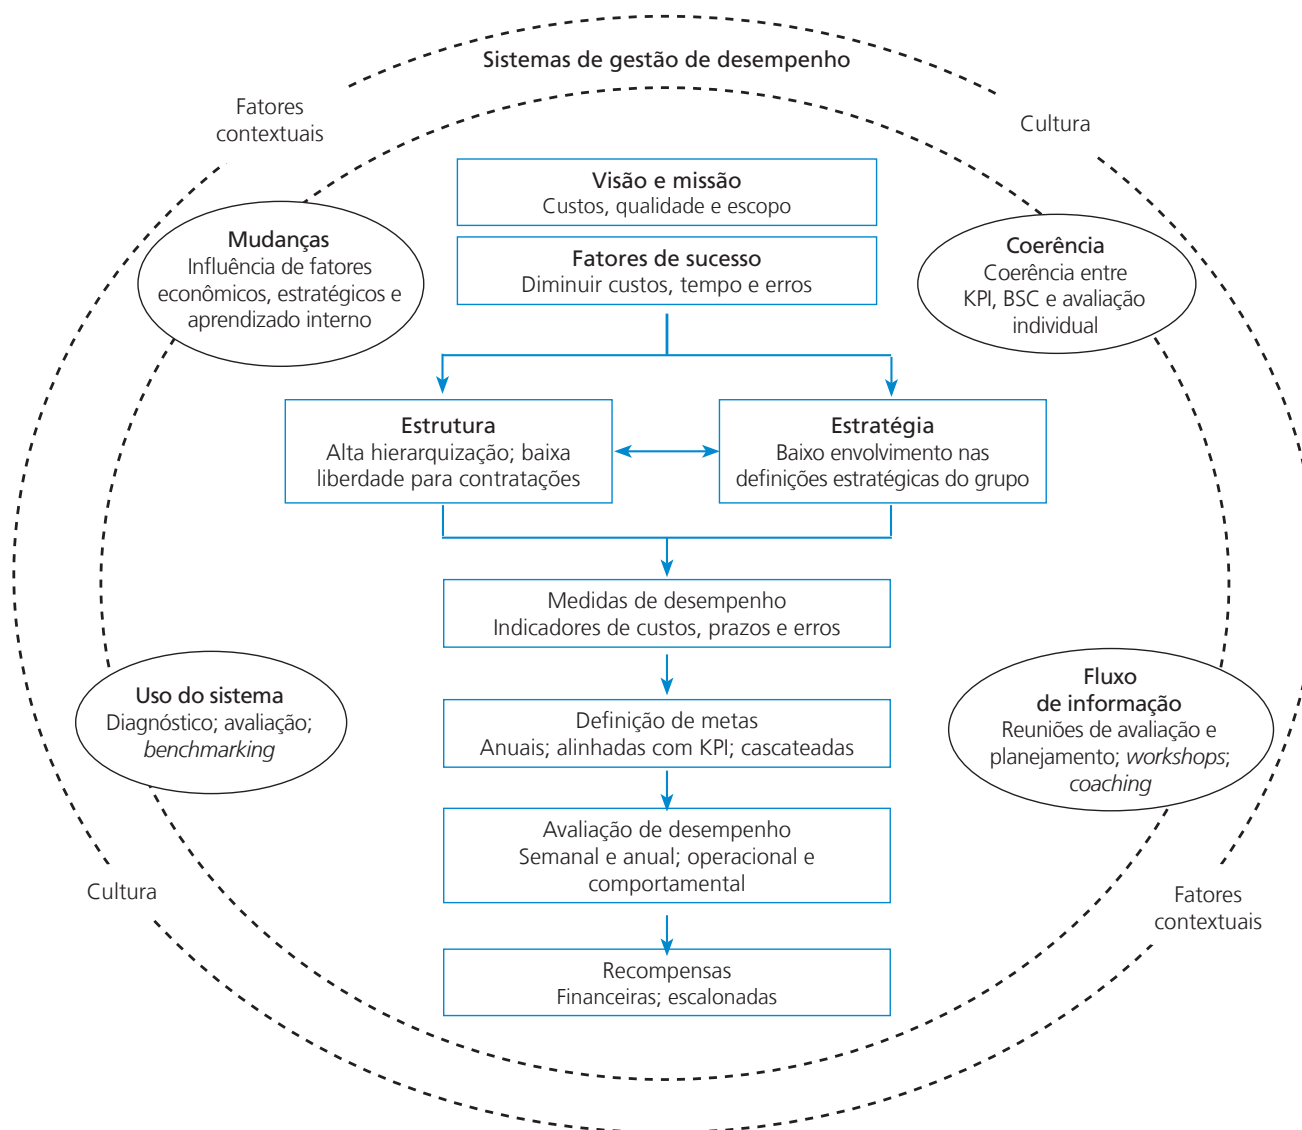 Sistemas de gestão de desempenho
Fatores
contextuais
Cultura
Visão e missão
Custos, qualidade e escopo
Mudanças
Influência de fatores
econômicos, estratégicos e
aprendizado interno
Fatores de sucesso
Diminuir custos, tempo e erros
Coerência
Coerência entre
KPI, BSC e avaliação
individual
Estrutura
Alta hierarquização; baixa
liberdade para contratações
Estratégia
Baixo envolvimento nas
definições estratégicas do grupo
Medidas de desempenho
Indicadores de custos, prazos e erros
Uso do sistema
Diagnóstico; avaliação;
benchmarking
Definição de metas
Anuais; alinhadas com KPI; cascateadas
Fluxo
de informação
Reuniões de avaliação e
planejamento; workshops;
coaching
Avaliação de desempenho
Semanal e anual; operacional e
comportamental
Cultura
Fatores
contextuais
Recompensas
Financeiras; escalonadas